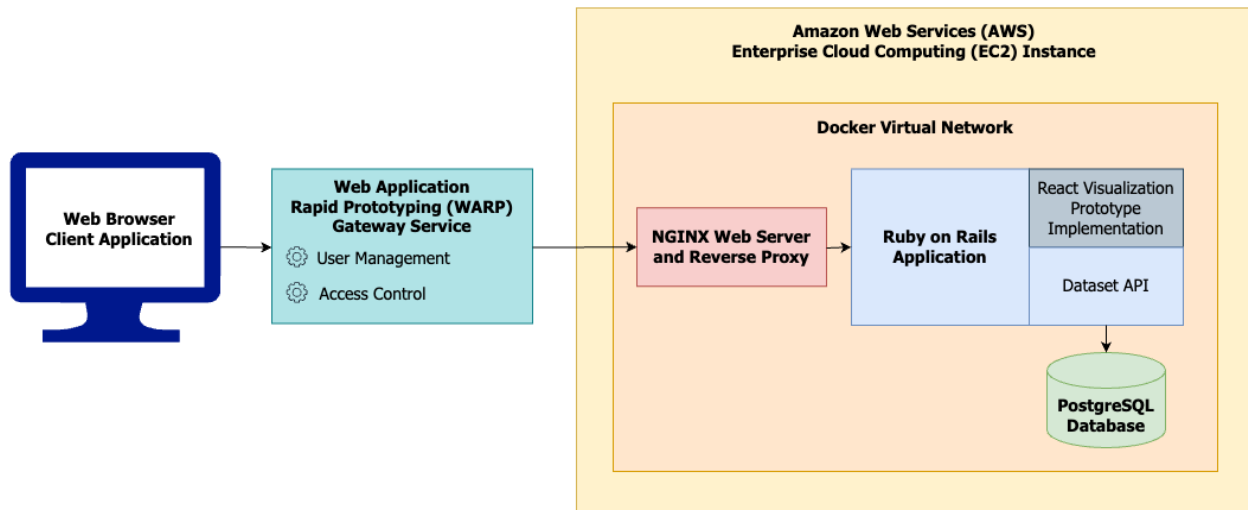 Amazon Web Services (AWS)
Enterprise Cloud Computing (EC2) Instance
Docker Virtual Network
Web Browser
Client Application
Web Application
Rapid Prototyping (WARP)
Gateway Service
User Management
Access Control
NGINX Web Server
and Reverse Proxy
Ruby on Rails
Application
React Visualization
Prototype
Implementation
Dataset API
PostgreSQL
Database